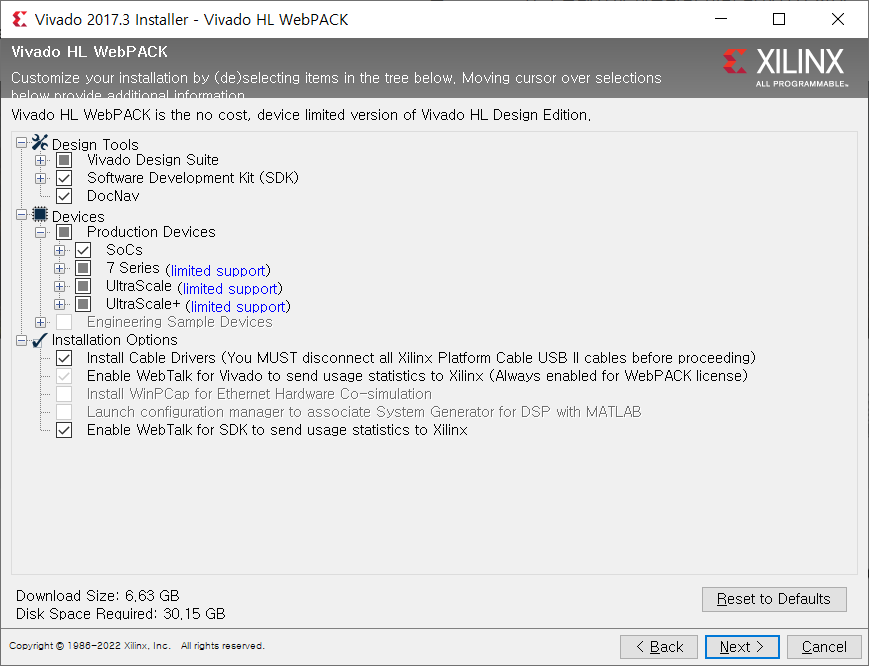 Vivado 2017.3 Installer - Vivado HL WebPACK
Vivado HL WebPACK
Customize your installation by (de)selecting items in the tree below. Moving cursor over selections
below provide additional information.
XILINX
ALL PROGRAMMABLE™
Vivado HL WebPACK is the no cost, device limited version of Vivado HL Design Edition.
Design Tools
Vivado Design Suite
Software Development Kit (SDK)
DocNav
Devices
Production Devices
SoCs
7 Series (limited support)
UltraScale (limited support)
UltraScale+ (limited support)
Engineering Sample Devices
Installation Options
Install Cable Drivers (You MUST disconnect all Xilinx Platform Cable USB II cables before proceeding)
Enable WebTalk for Vivado to send usage statistics to Xilinx (Always enabled for WebPACK license)
Install WinPCap for Ethernet Hardware Co-simulation
Launch configuration manager to associate System Generator for DSP with MATLAB
Enable WebTalk for SDK to send usage statistics to Xilinx
Download Size: 6.63 GB
Disk Space Required: 30.15 GB
Reset to Defaults
Copyright © 1986-2022 Xilinx, Inc. All rights reserved.
< Back
Next >
Cancel